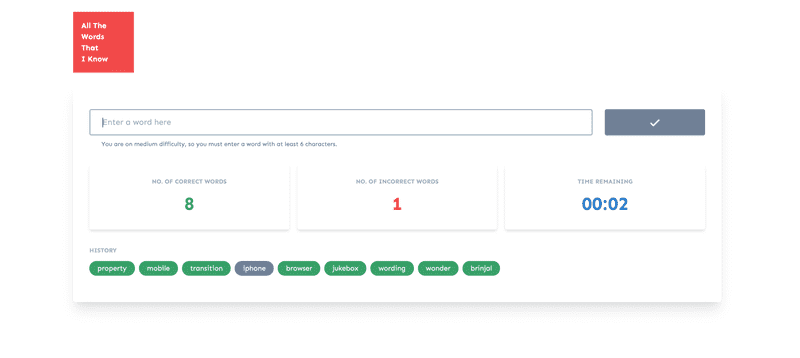 All The
Words
That
I Know
Enter a word here
You are on medium difficulty, so you must enter a word with at least 6 characters.
NO. OF CORRECT WORDS
NO. OF INCORRECT WORDS
TIME REMAINING
8
1
00:02
HISTORY
property mobile transition iphone browser jukebox wording wonder brinjal